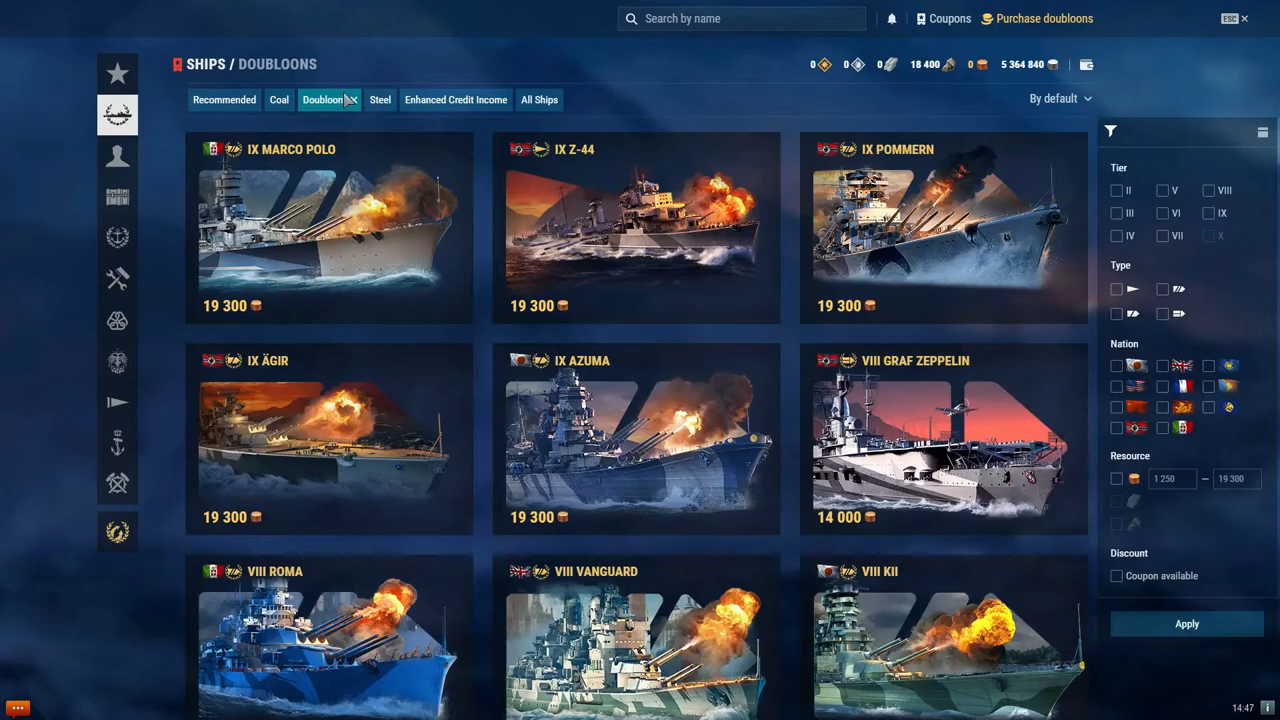 Search by name
Coupons
Purchase doubloons
ESC ×
SHIPS / DOUBLOONS
0
0
0
18 400
0
5 364 840
Recommended
Coal
Doubloon
Steel
Enhanced Credit Income
All Ships
By default
IX MARCO POLO
19 300
IX Z-44
19 300
IX POMMERN
19 300
IX ÄGIR
19 300
IX AZUMA
19 300
VIII GRAF ZEPPELIN
14 000
VIII ROMA
VIII VANGUARD
VIII KII
Tier
II
V
VIII
III
VI
IX
IV
VII
X
Type
Nation
Resource
1 250 – 19 300
Discount
Coupon available
Apply
14:47